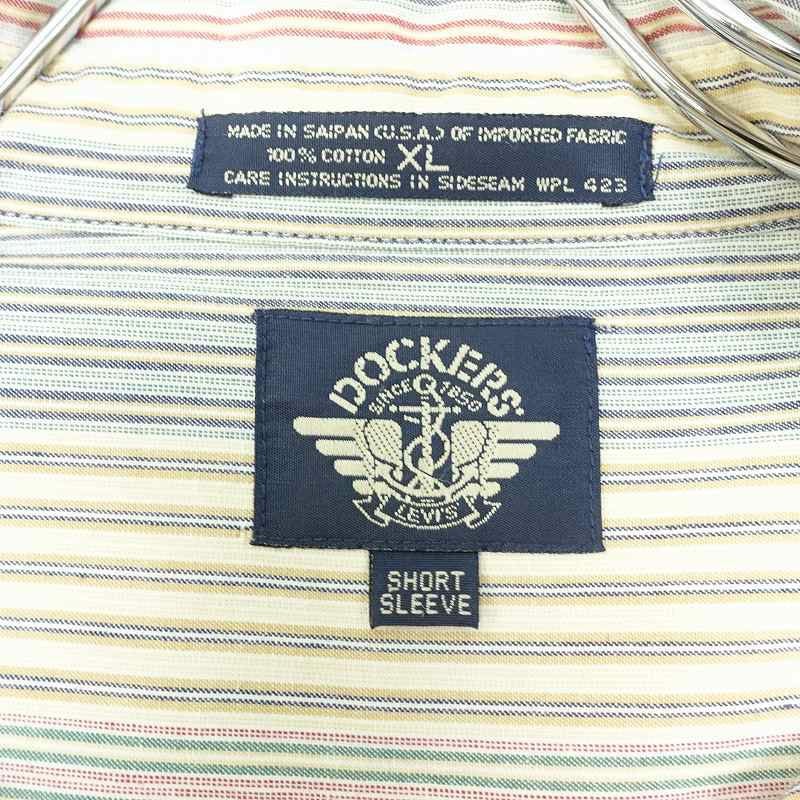 MADE IN SAIPAN (U.S.A.) OF IMPORTED FABRIC
100% COTTON XL
CARE INSTRUCTIONS IN SIDESEAM WPL 423
DOCKERS
SINCE 1850
LEVI'S
SHORT
SLEEVE